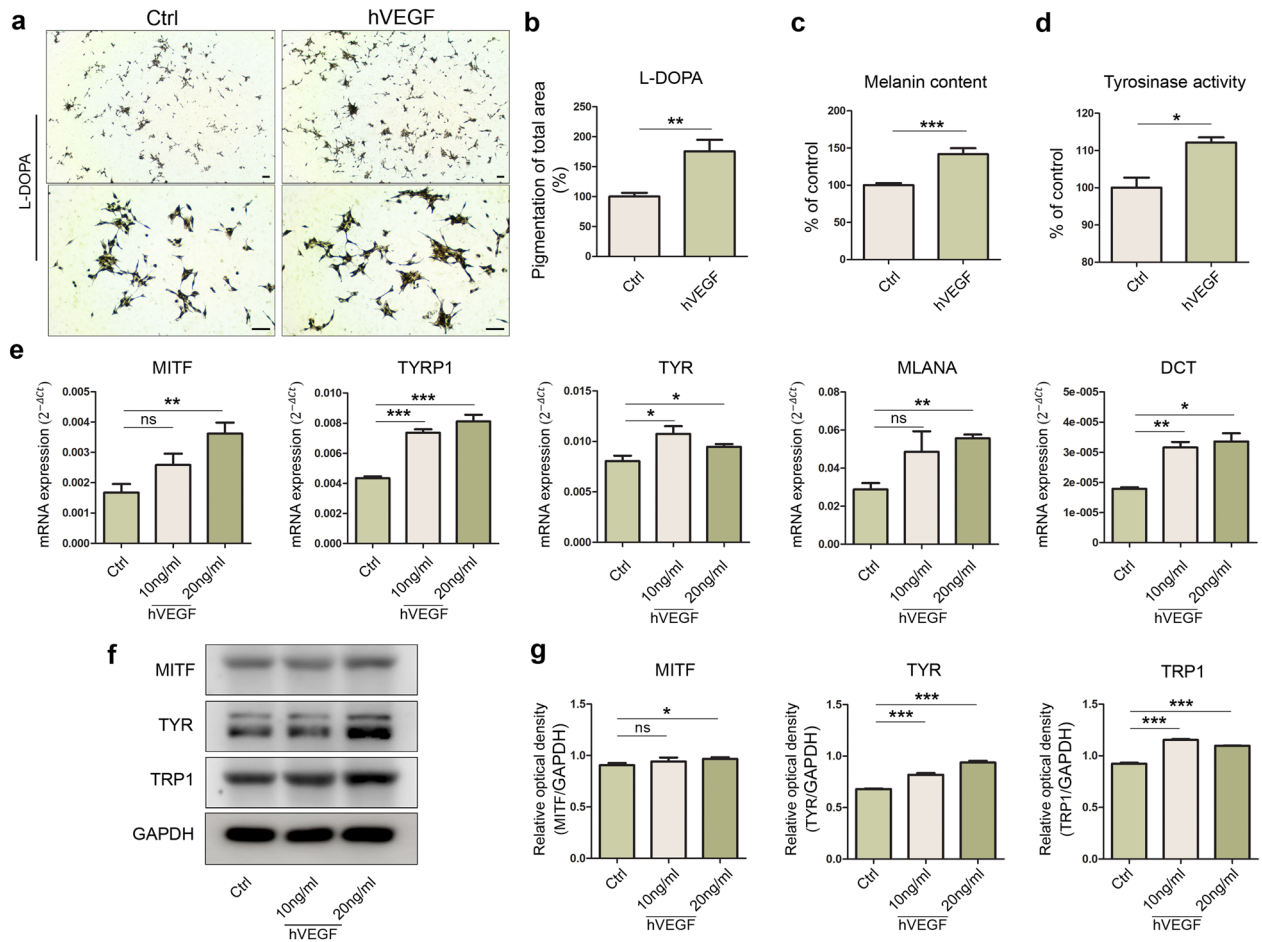 a
Ctrl
hVEGF
L-DOPA
b
L-DOPA
Pigmentation of total area
(%)
250
200
150
100
50
0
**
Ctrl
hVEGF
c
Melanin content
% of control
200
150
100
50
0
***
Ctrl
hVEGF
d
Tyrosinase activity
% of control
120
110
100
90
80
*
Ctrl
hVEGF
e
MITF
mRNA expression (2^−ΔCt)
0.005
0.004
0.003
0.002
0.001
0.000
**
ns
Ctrl
10ng/ml
20ng/ml
hVEGF
TYRP1
mRNA expression (2^−ΔCt)
0.010
0.008
0.006
0.004
0.002
0.000
***
***
Ctrl
10ng/ml
20ng/ml
hVEGF
TYR
mRNA expression (2^−ΔCt)
0.015
0.010
0.005
0.000
*
*
Ctrl
10ng/ml
20ng/ml
hVEGF
MLANA
mRNA expression (2^−ΔCt)
0.08
0.06
0.04
0.02
0.00
**
ns
Ctrl
10ng/ml
20ng/ml
hVEGF
DCT
mRNA expression (2^−ΔCt)
5e-005
4e-005
3e-005
2e-005
1e-005
0
*
**
Ctrl
10ng/ml
20ng/ml
hVEGF
f
MITF
TYR
TRP1
GAPDH
Ctrl
10ng/ml
20ng/ml
hVEGF
g
MITF
Relative optical density
(MITF/GAPDH)
1.5
1.0
0.5
0.0
*
ns
Ctrl
10ng/ml
20ng/ml
hVEGF
TYR
Relative optical density
(TYR/GAPDH)
1.5
1.0
0.5
0.0
***
***
Ctrl
10ng/ml
20ng/ml
hVEGF
TRP1
Relative optical density
(TRP1/GAPDH)
1.5
1.0
0.5
0.0
***
***
Ctrl
10ng/ml
20ng/ml
hVEGF